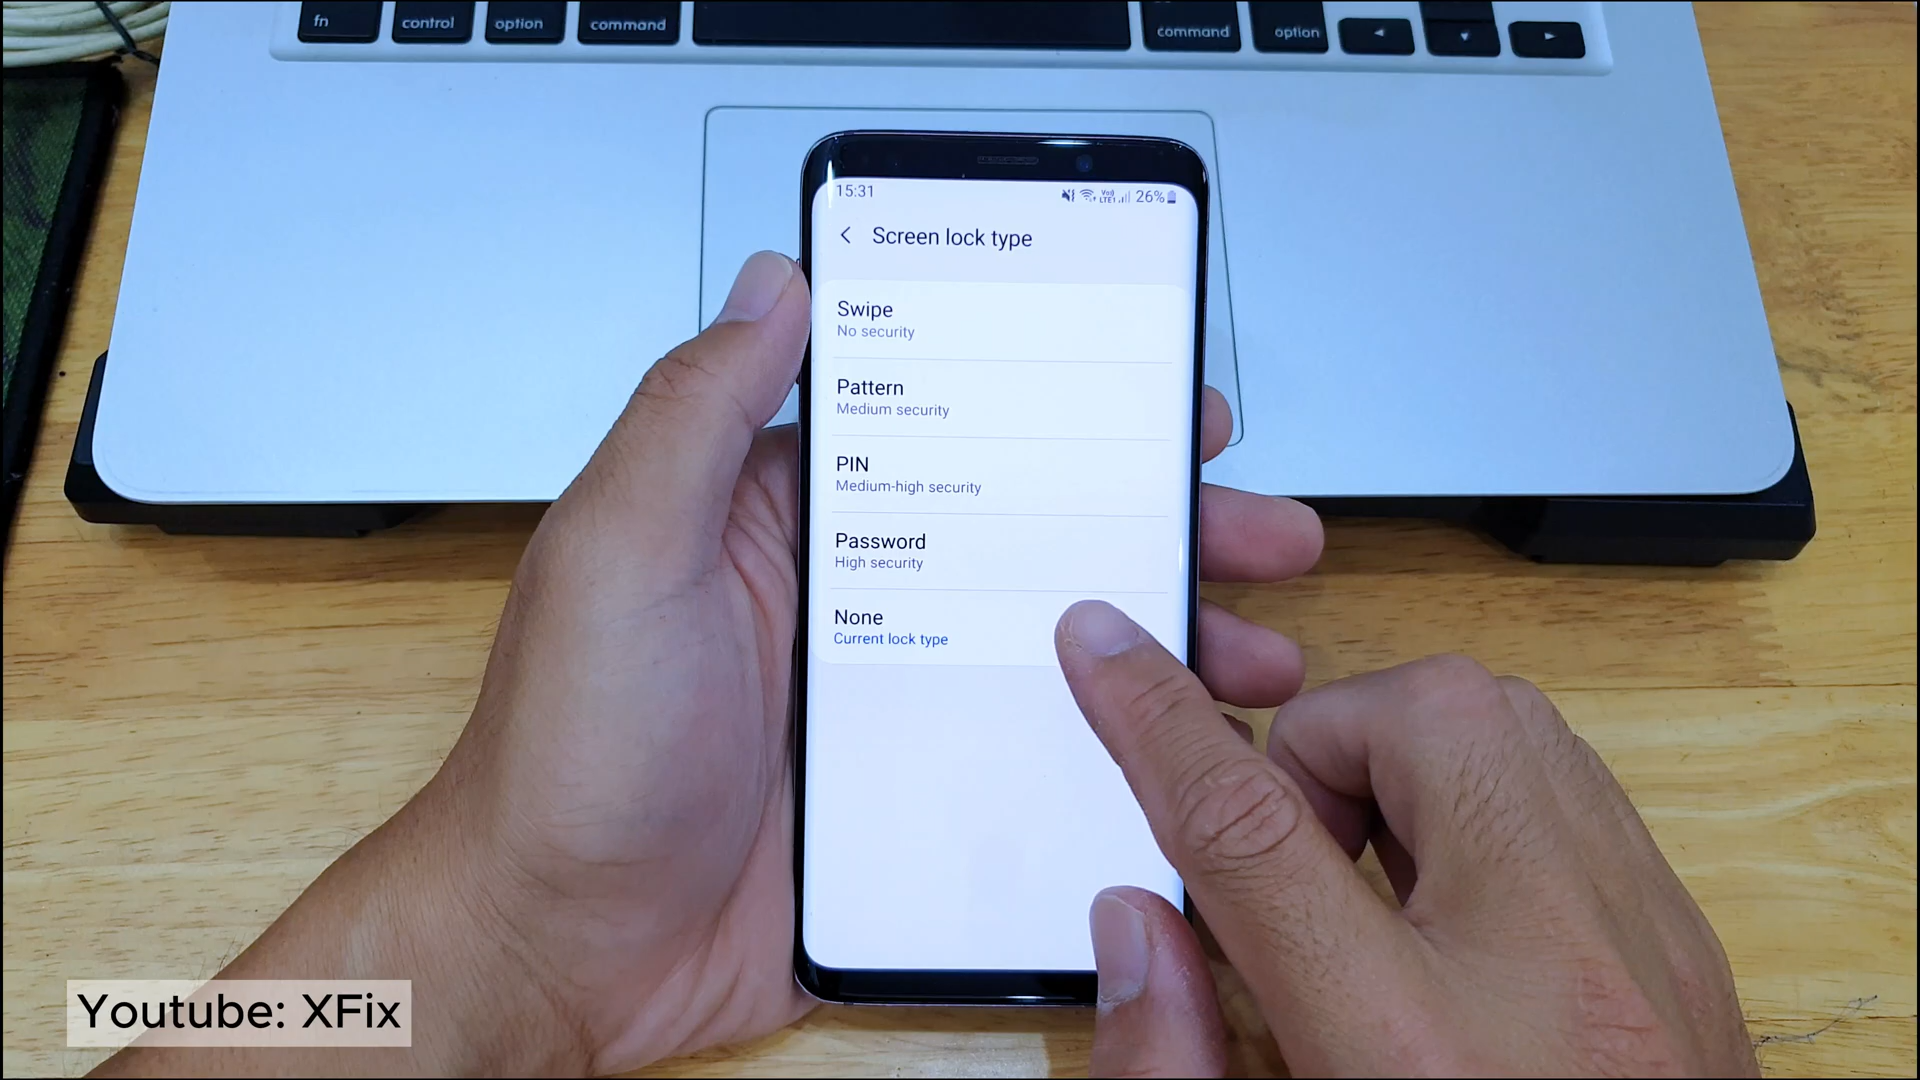 fn
control
option
command
command
option
15:31
26%
Screen lock type
Swipe
No security
Pattern
Medium security
PIN
Medium-high security
Password
High security
None
Current lock type
Youtube: XFix